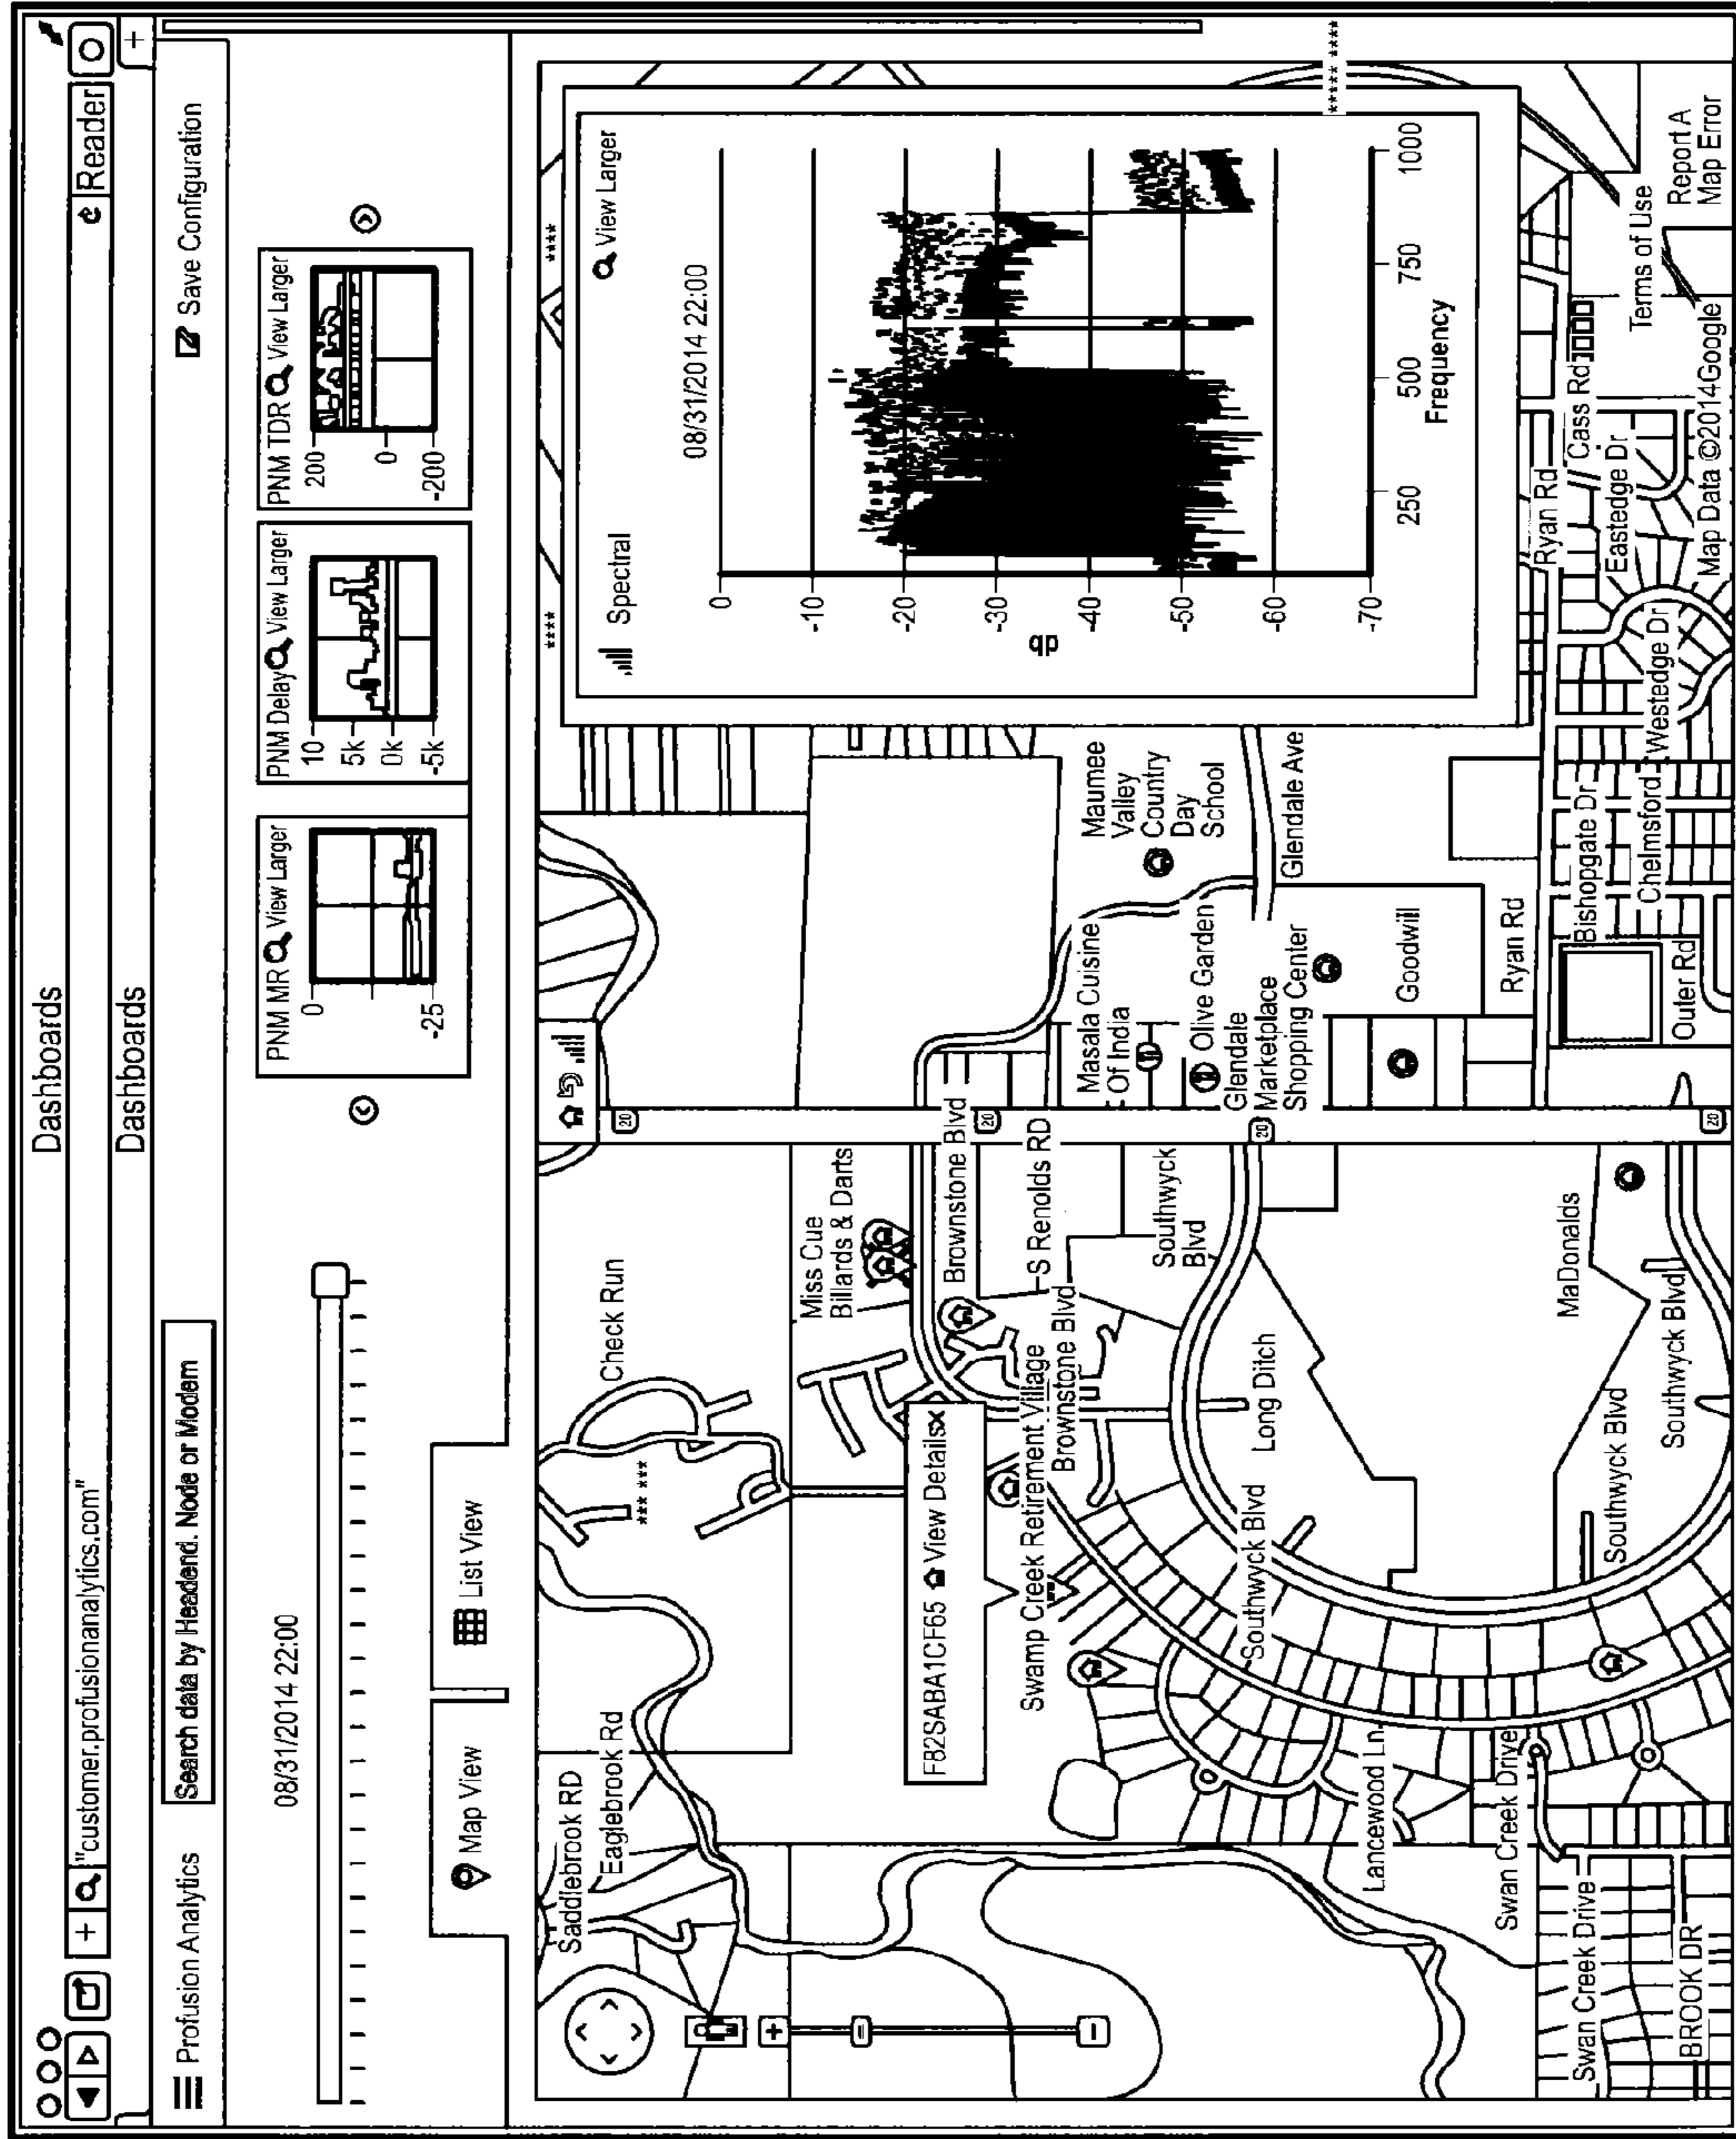 Dashboards
"customer.profusionanalytics.com"
Reader
Dashboards
Profusion Analytics
Search data by Headend. Node or Modem
Save Configuration
08/31/2014 22:00
PNM MR View Larger
0
-25
PNM Delay View Larger
10
5k
0k
-5k
PNM TDR View Larger
200
0
-200
Map View
List View
Saddlebrook RD
Eaglebrook Rd
*** ***
Check Run
20
****
****
Spectral
View Larger
08/31/2014 22:00
0
-10
-20
-30
-40
-50
-60
-70
dB
250
500
750
1000
Frequency
***** ****
Miss Cue
Billards & Darts
F82SABA1CF65 View Details x
Brownstone Blvd
20
Swamp Creek Retirement Village
Brownstone Blvd
S Renolds RD
Masala Cuisine
Of India
Maumee
Valley
Country
Day
School
Olive Garden
Southwyck
Blvd
Glendale
Marketplace
Shopping Center
20
Glendale Ave
Southwyck Blvd
Long Ditch
Goodwill
Lancewood Ln
Swan Creek Drive
MaDonalds
Ryan Rd
Ryan Rd
Cass Rd
Terms of Use
Report A
Map Error
Swan Creek Drive
Southwyck Blvd
Bishopgate Dr
Eastedge Dr
Chelmsford
Westedge Dr
Outer Rd
BROOK DR
Southwyck Blvd
20
Map Data ©2014Google